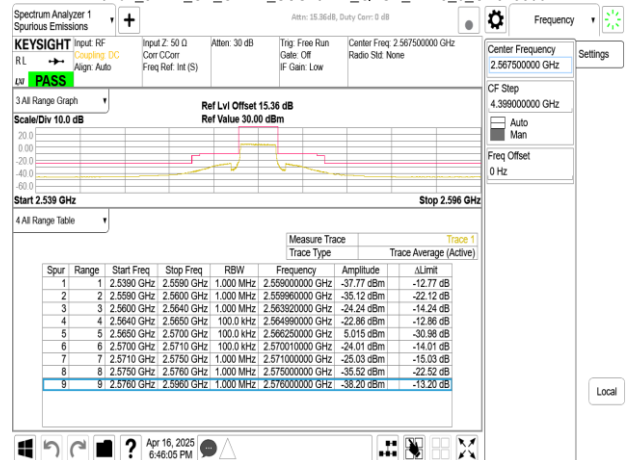 Spectrum Analyzer 1
Spurious Emissions
Attn: 15.36dB, Duty Cerr: 0 dB
Frequency
KEYSIGHT
RL
LXI
PASS
Input: RF
Coupling: DC
Align: Auto
Input Z: 50 Ω
Corr CCorr
Freq Ref: Int (S)
Atten: 30 dB
Trig: Free Run
Gate: Off
IF Gain: Low
Center Freq: 2.567500000 GHz
Radio Std: None
Center Frequency
2.567500000 GHz
Settings
CF Step
4.399000000 GHz
Auto
Man
Freq Offset
0 Hz
3 All Range Graph
Scale/Div 10.0 dB
Ref Lvl Offset 15.36 dB
Ref Value 30.00 dBm
20.0
0.00
-20.0
-40.0
-60.0
Start 2.539 GHz
Stop 2.596 GHz
4 All Range Table
Measure Trace Trace 1
Trace Type Trace Average (Active)
Spur Range Start Freq Stop Freq RBW Frequency Amplitude ΔLimit
1 1 2.5390 GHz 2.5590 GHz 1.000 MHz 2.559000000 GHz -37.77 dBm -12.77 dB
2 2 2.5590 GHz 2.5600 GHz 1.000 MHz 2.559960000 GHz -35.12 dBm -22.12 dB
3 3 2.5600 GHz 2.5640 GHz 1.000 MHz 2.563920000 GHz -24.24 dBm -14.24 dB
4 4 2.5640 GHz 2.5650 GHz 100.0 kHz 2.564990000 GHz -22.86 dBm -12.86 dB
5 5 2.5650 GHz 2.5700 GHz 100.0 kHz 2.566250000 GHz 5.015 dBm -30.98 dB
6 6 2.5700 GHz 2.5710 GHz 100.0 kHz 2.570010000 GHz -24.01 dBm -14.01 dB
7 7 2.5710 GHz 2.5750 GHz 1.000 MHz 2.571000000 GHz -25.03 dBm -15.03 dB
8 8 2.5750 GHz 2.5760 GHz 1.000 MHz 2.575000000 GHz -35.52 dBm -22.52 dB
9 9 2.5760 GHz 2.5960 GHz 1.000 MHz 2.576000000 GHz -38.20 dBm -13.20 dB
Local
Apr 16, 2025
6:46:05 PM